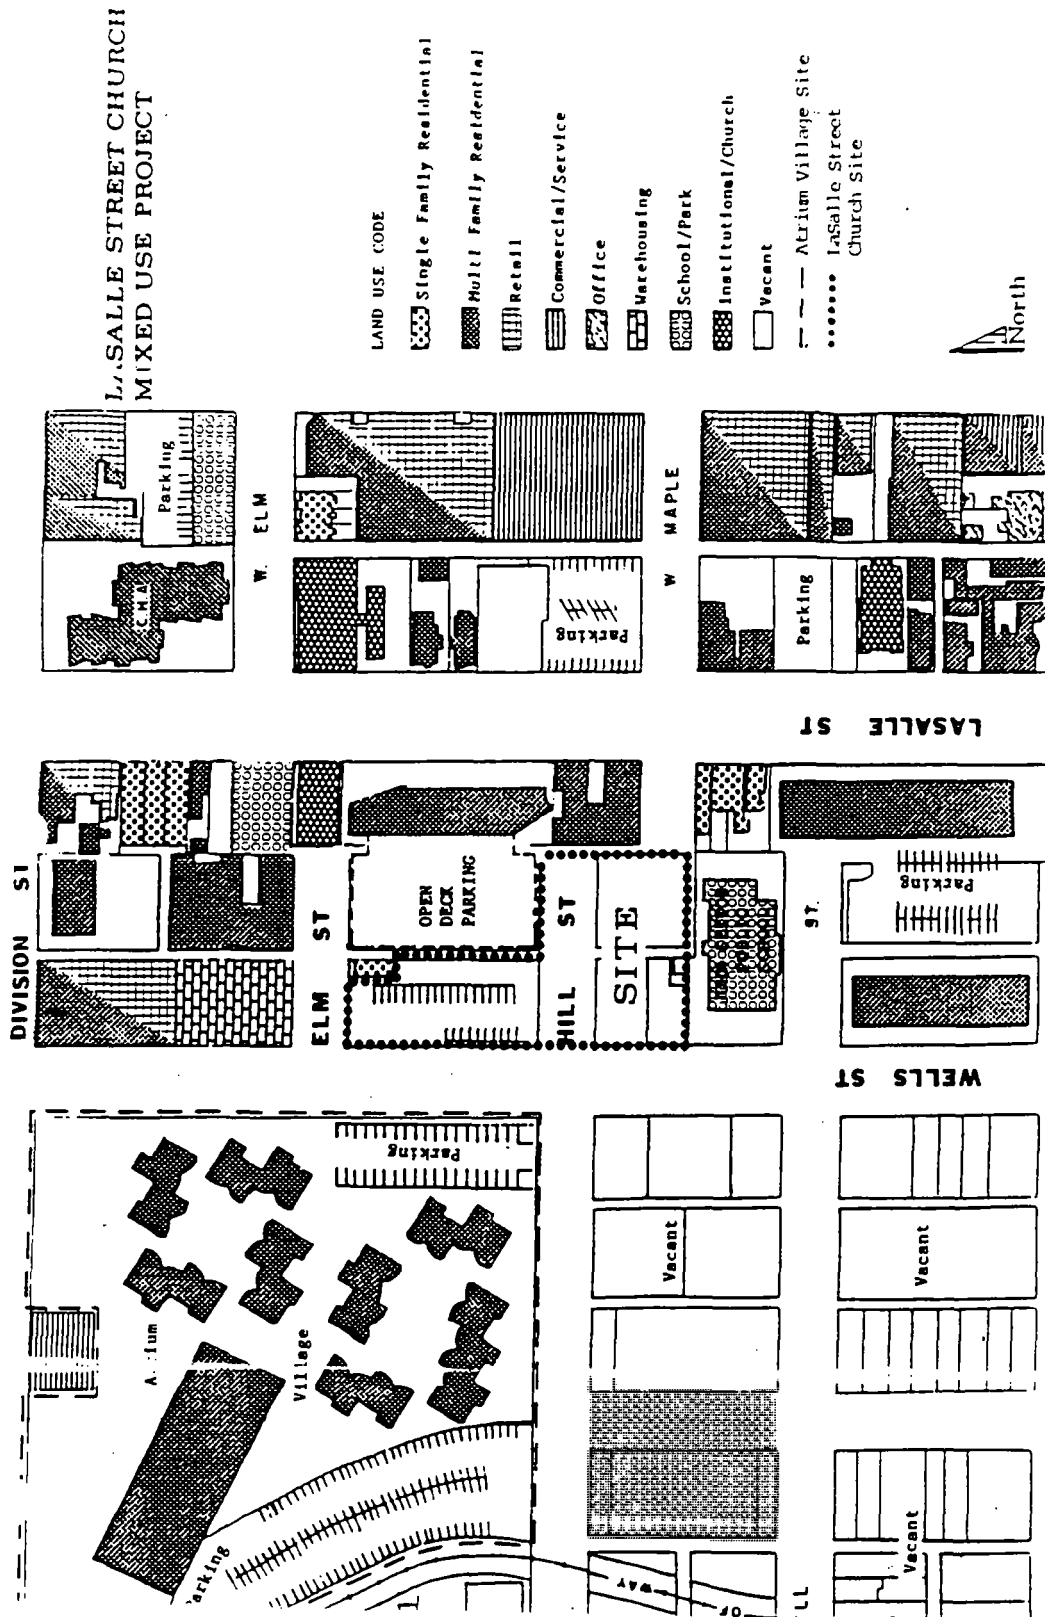 LASALLE STREET CHURCH
MIXED USE PROJECT
LAND USE CODE
Single Family Residential
Multi Family Residential
Retail
Commercial/Service
Office
Warehousing
School/Park
Institutional/Church
Vacant
Atrium Village Site
LaSalle Street
Church Site
North
Parking
C.H.A.
W. ELM
Parking
W MAPLE
Parking
LASALLE ST
DIVISION ST
ELM ST
OPEN
DECK
PARKING
HILL ST
SITE
ST.
Parking
WELLS ST
Parking
Village
Parking
Vacant
Vacant
Vacant
WAY
OF
LL